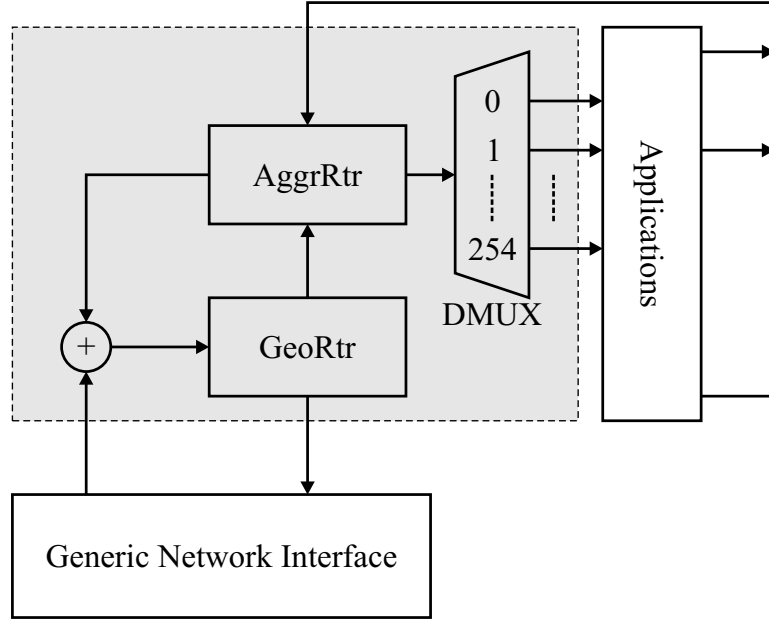 0
1
254
AggrRtr
DMUX
GeoRtr
+
Applications
Generic Network Interface